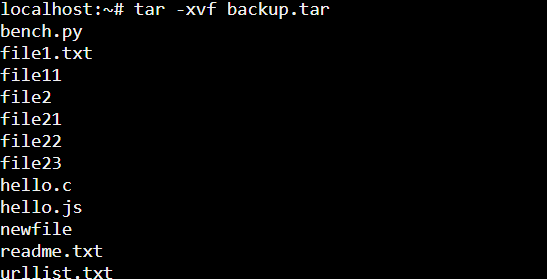 localhost:~# tar -xvf backup.tar
bench.py
file1.txt
file11
file2
file21
file22
file23
hello.c
hello.js
newfile
readme.txt
urllist.txt